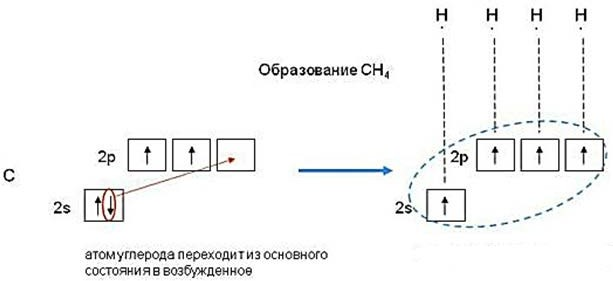 H H H H
Образование CH₄
2p 2p
C
2s 2s
атом углерода переходит из основного
состояния в возбужденное